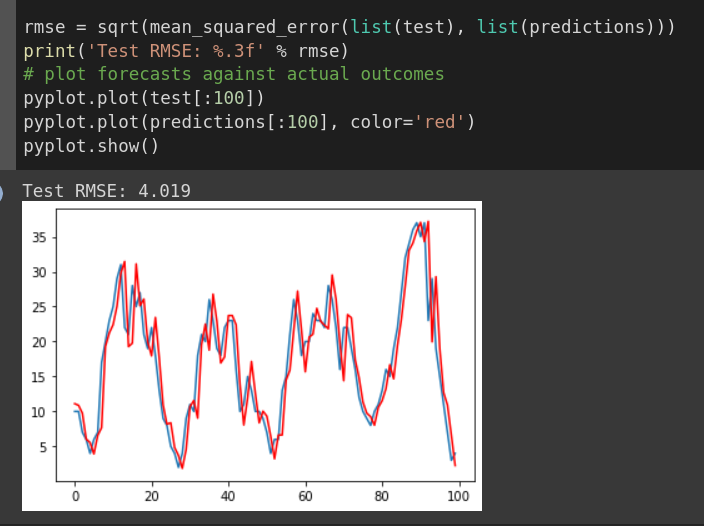 rmse = sqrt(mean_squared_error(list(test), list(predictions)))
print('Test RMSE: %.3f' % rmse)
# plot forecasts against actual outcomes
pyplot.plot(test[:100])
pyplot.plot(predictions[:100], color='red')
pyplot.show()
Test RMSE: 4.019
35
30
25
20
15
10
5
0 20 40 60 80 100